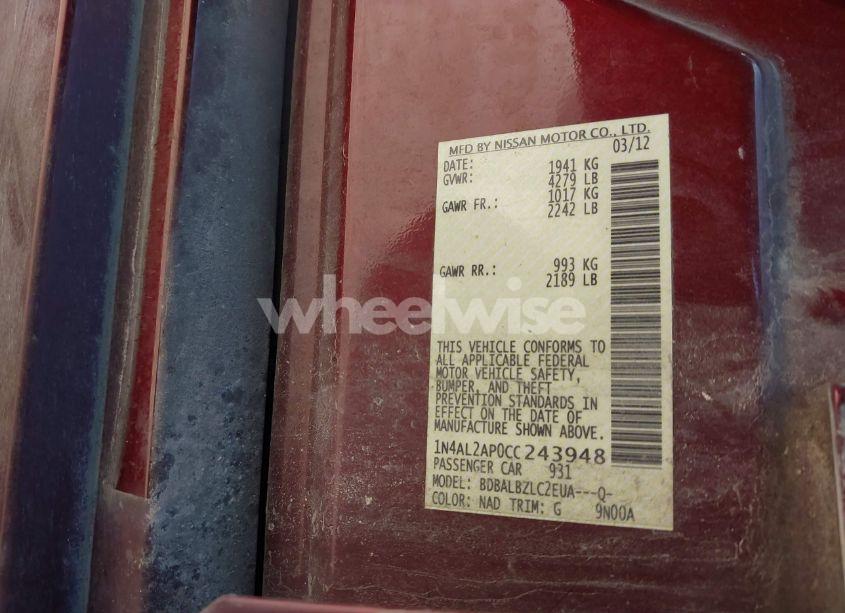 MFD BY NISSAN MOTOR CO., LTD.
DATE: 03/12
GVWR: 1941 KG
4279 LB
GAWR FR.: 1017 KG
2242 LB
GAWR RR.: 993 KG
2189 LB
wheelwise
THIS VEHICLE CONFORMS TO
ALL APPLICABLE FEDERAL
MOTOR VEHICLE SAFETY,
BUMPER, AND THEFT
PREVENTION STANDARDS IN
EFFECT ON THE DATE OF
MANUFACTURE SHOWN ABOVE.
1N4AL2AP0CC243948
PASSENGER CAR 931
MODEL: BDBALBZLC2EUA---Q-
COLOR: NAD TRIM: G 9N00A